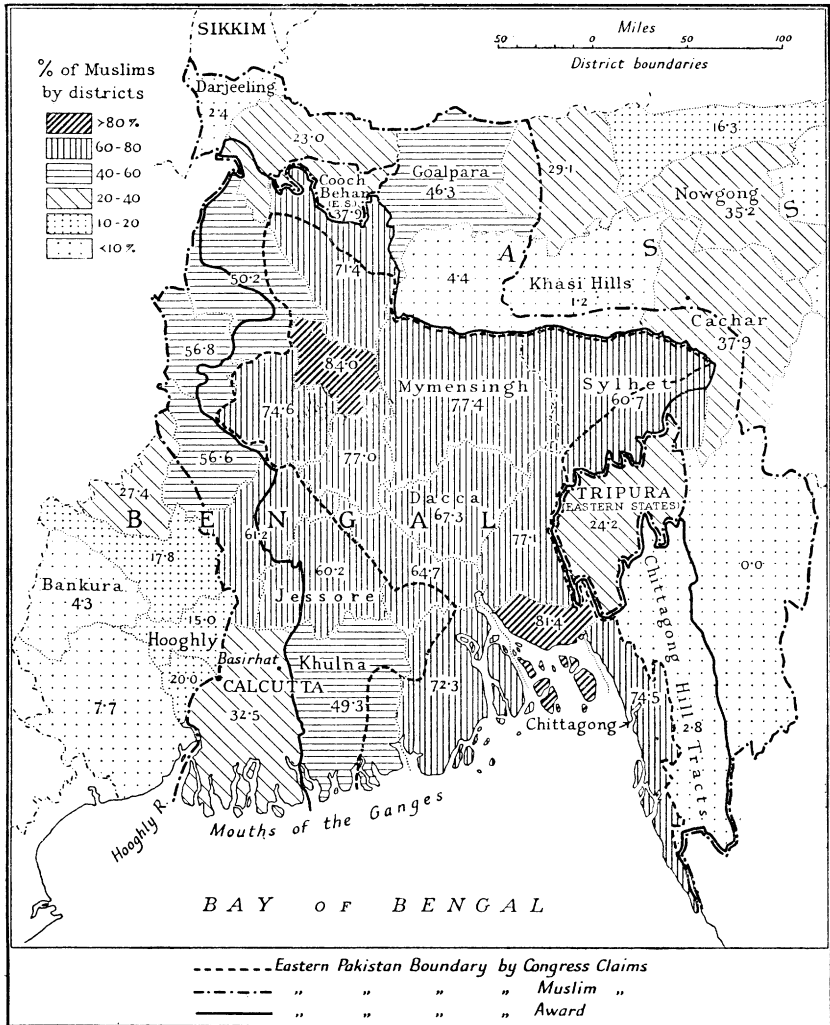 SIKKIM
Miles
50 0 50 100
District boundaries
% of Muslims
by districts
>80%
60-80
40-60
20-40
10-20
<10%
Darjeeling
2.4
23.0
16.3
Goalpara
46.3
29.1
Cooch
Behar
(E.S.)
37.9
Nowgong
35.2
A S S
50.2
71.4
4.4
Khasi Hills
1.2
Cachar
37.9
56.8
84.0
Mymensingh
77.4
Sylhet
60.7
74.6
77.0
56.6
27.4
Dacca
67.3
TRIPURA
(EASTERN STATES)
24.2
B E N G A L
61.2
77.1
17.8
60.2
64.7
0.0
Bankura
4.3
Jessore
15.0
81.4
Hooghly
Basirhat
Khulna
20.0
CALCUTTA
72.3
74.5
7.7
32.5
49.3
Chittagong
2.8
Chittagong Hill Tracts
Hooghly R.
Mouths of the Ganges
BAY OF BENGAL
Eastern Pakistan Boundary by Congress Claims
„ „ „ „ Muslim „
„ „ „ „ Award